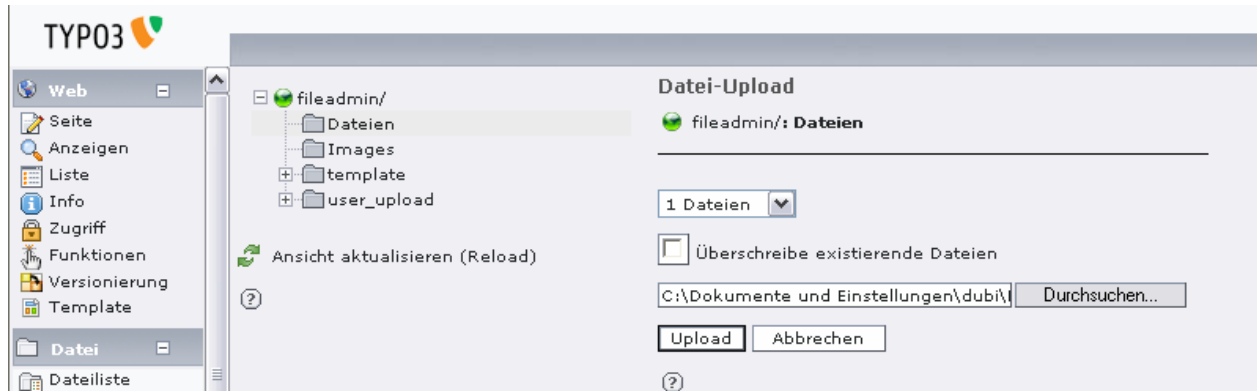 TYPO3
Web
Seite
Anzeigen
Liste
Info
Zugriff
Funktionen
Versionierung
Template
Datei
Dateiliste
fileadmin/
Dateien
Images
template
user_upload
Ansicht aktualisieren (Reload)
?
Datei-Upload
fileadmin/: Dateien
1 Dateien
Überschreibe existierende Dateien
C:\Dokumente und Einstellungen\dubi\ Durchsuchen...
Upload Abbrechen
?